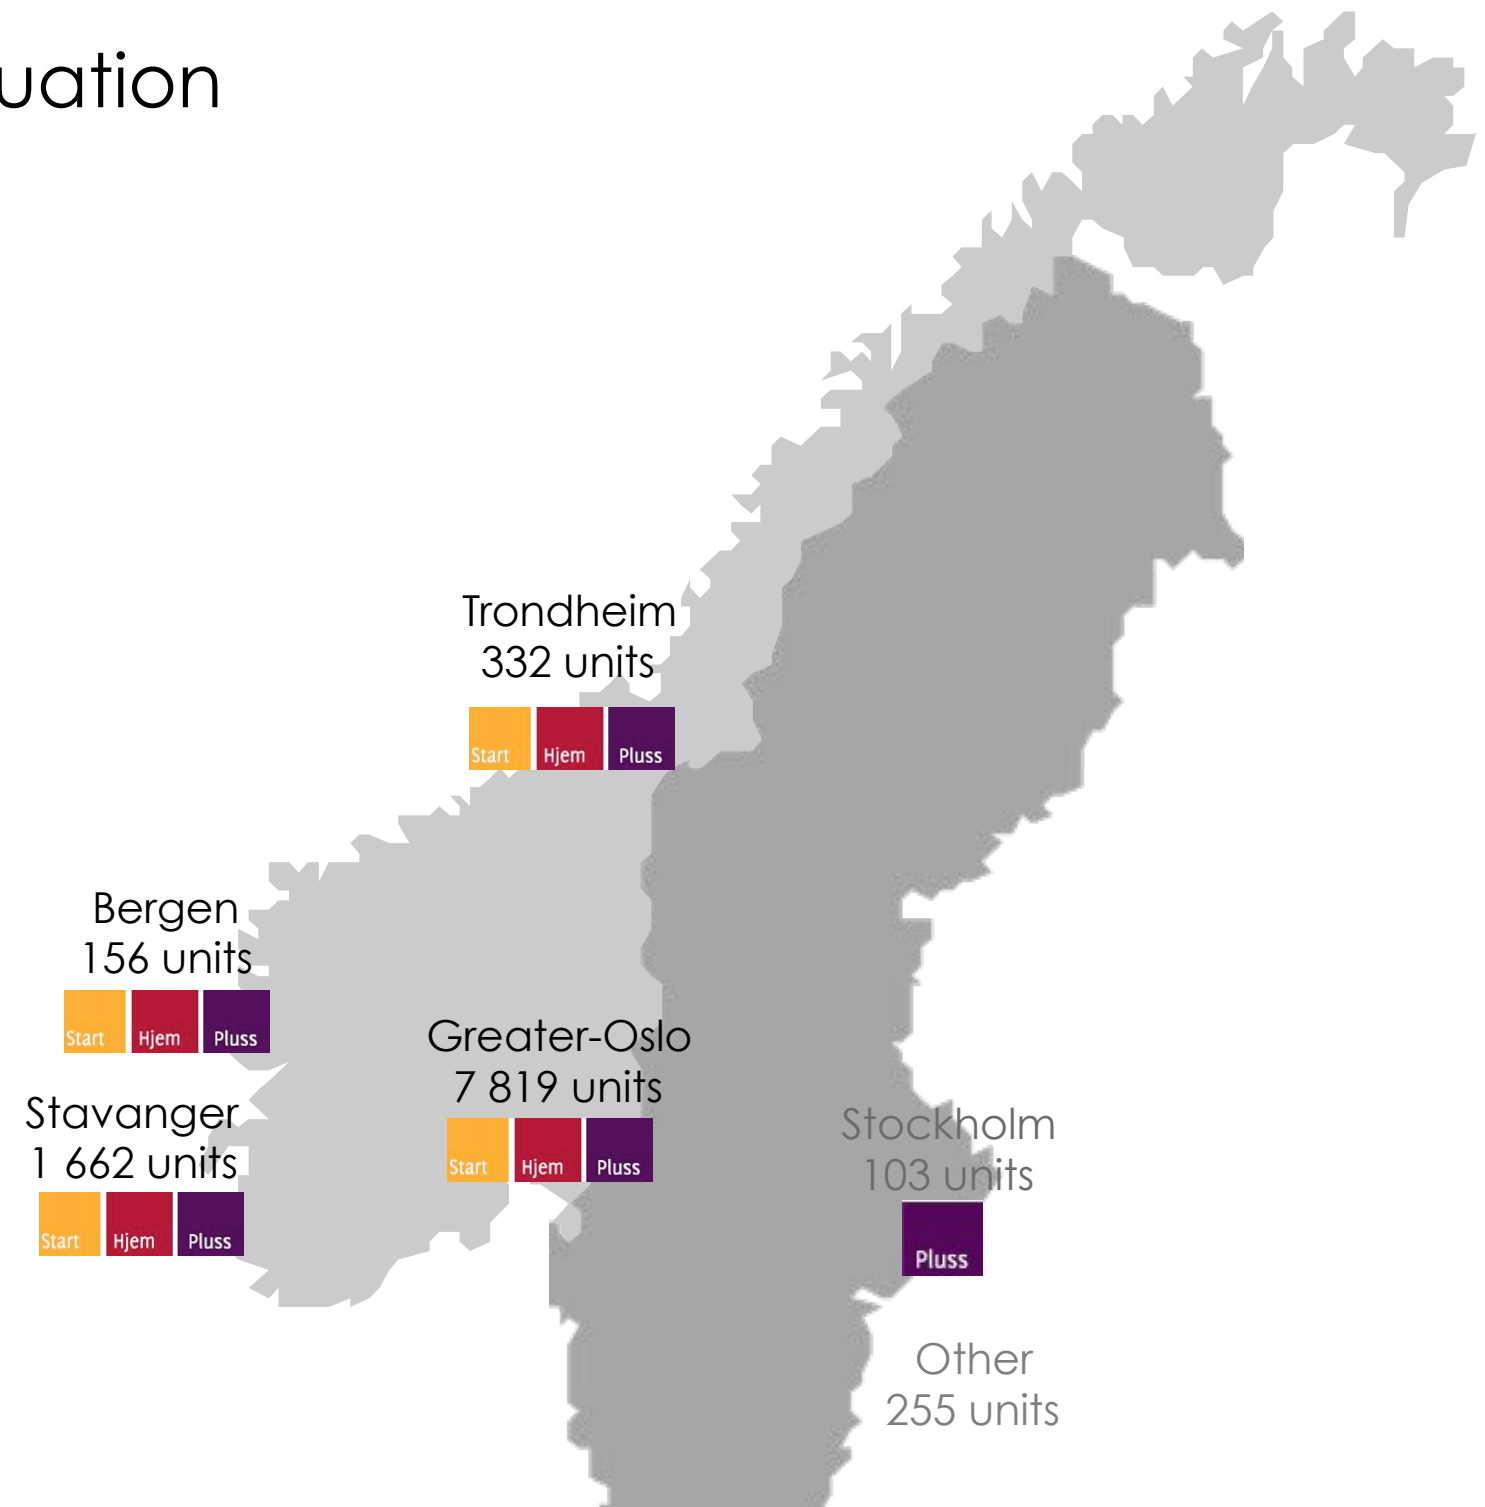 uation
Trondheim
332 units
Start Hjem Pluss
Bergen
156 units
Start Hjem Pluss
Greater-Oslo
7 819 units
Start Hjem Pluss
Stavanger
1 662 units
Start Hjem Pluss
Stockholm
103 units
Pluss
Other
255 units